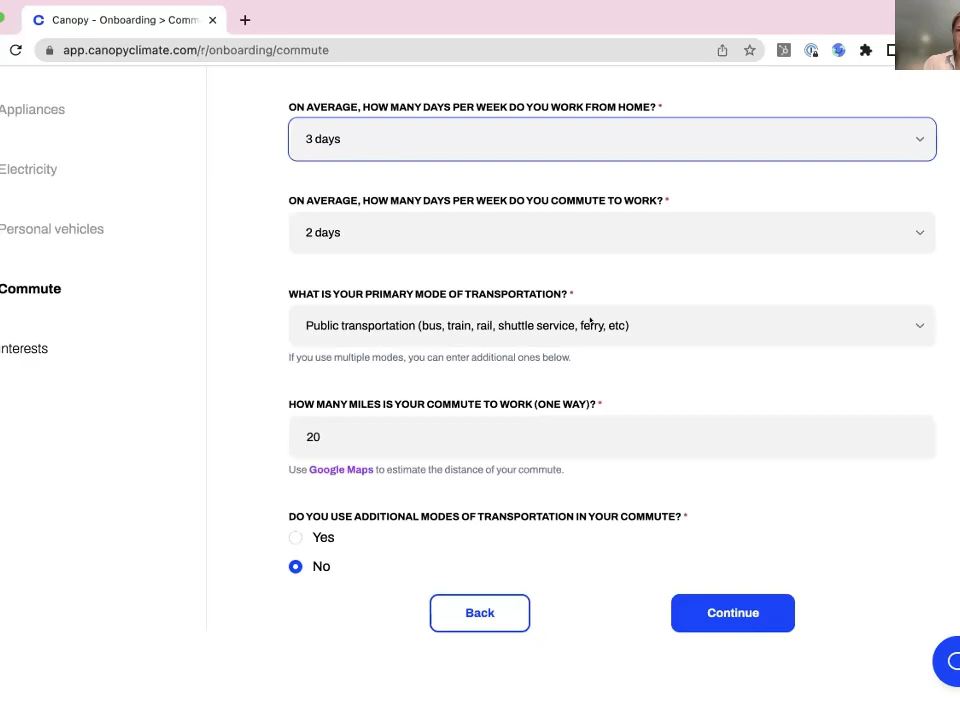 Canopy - Onboarding > Comm
app.canopyclimate.com/r/onboarding/commute
Appliances
Electricity
Personal vehicles
Commute
Interests
ON AVERAGE, HOW MANY DAYS PER WEEK DO YOU WORK FROM HOME? *
3 days
ON AVERAGE, HOW MANY DAYS PER WEEK DO YOU COMMUTE TO WORK? *
2 days
WHAT IS YOUR PRIMARY MODE OF TRANSPORTATION? *
Public transportation (bus, train, rail, shuttle service, ferry, etc)
If you use multiple modes, you can enter additional ones below.
HOW MANY MILES IS YOUR COMMUTE TO WORK (ONE WAY)? *
20
Use Google Maps to estimate the distance of your commute.
DO YOU USE ADDITIONAL MODES OF TRANSPORTATION IN YOUR COMMUTE? *
Yes
No
Back
Continue